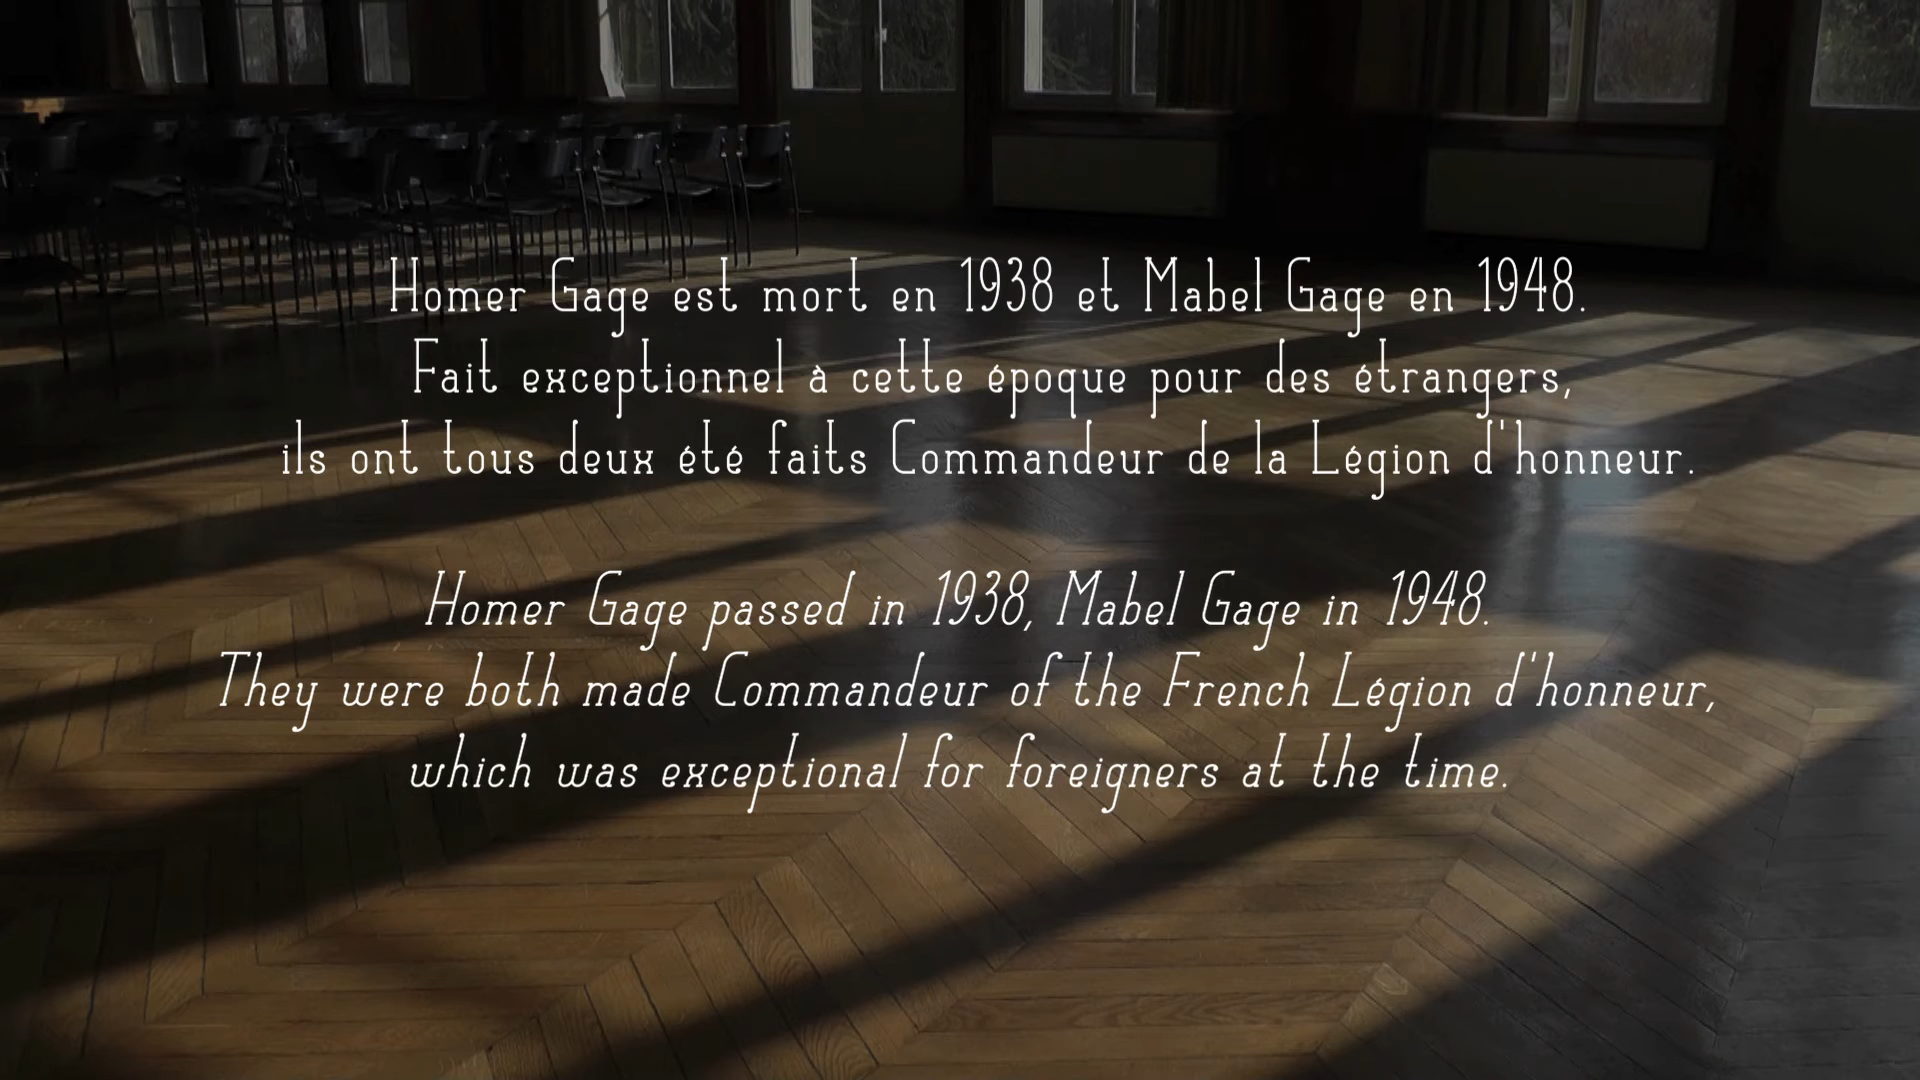 Homer Gage est mort en 1938 et Mabel Gage en 1948.
Fait exceptionnel à cette époque pour des étrangers,
ils ont tous deux été faits Commandeur de la Légion d'honneur.
Homer Gage passed in 1938, Mabel Gage in 1948.
They were both made Commandeur of the French Légion d'honneur,
which was exceptional for foreigners at the time.